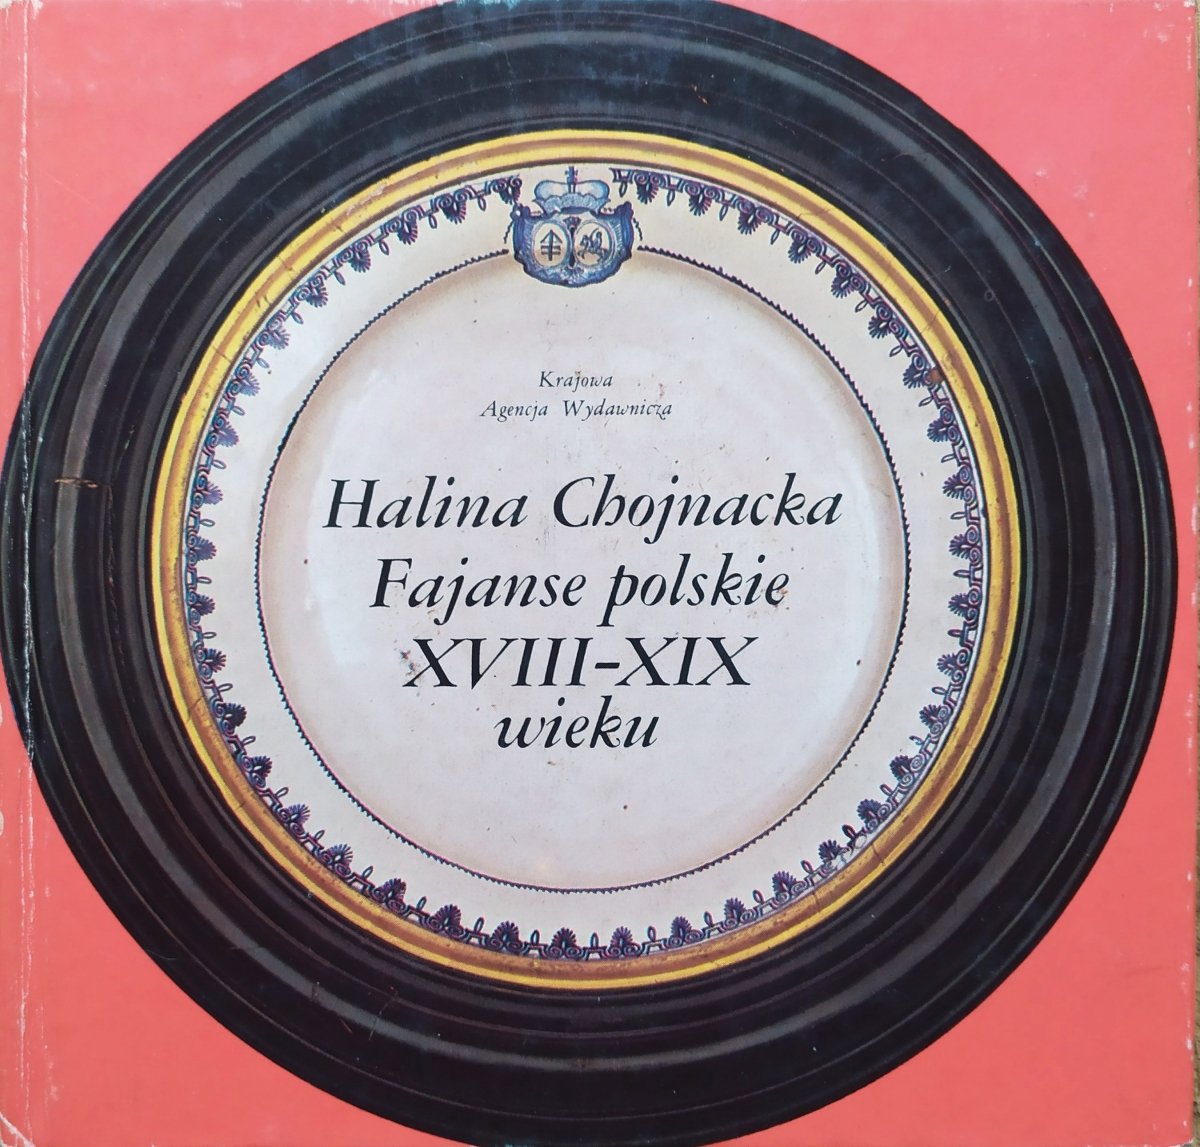 Krajowa
Agencja Wydawnicza
Halina Chojnacka
Fajanse polskie
XVIII-XIX
wieku